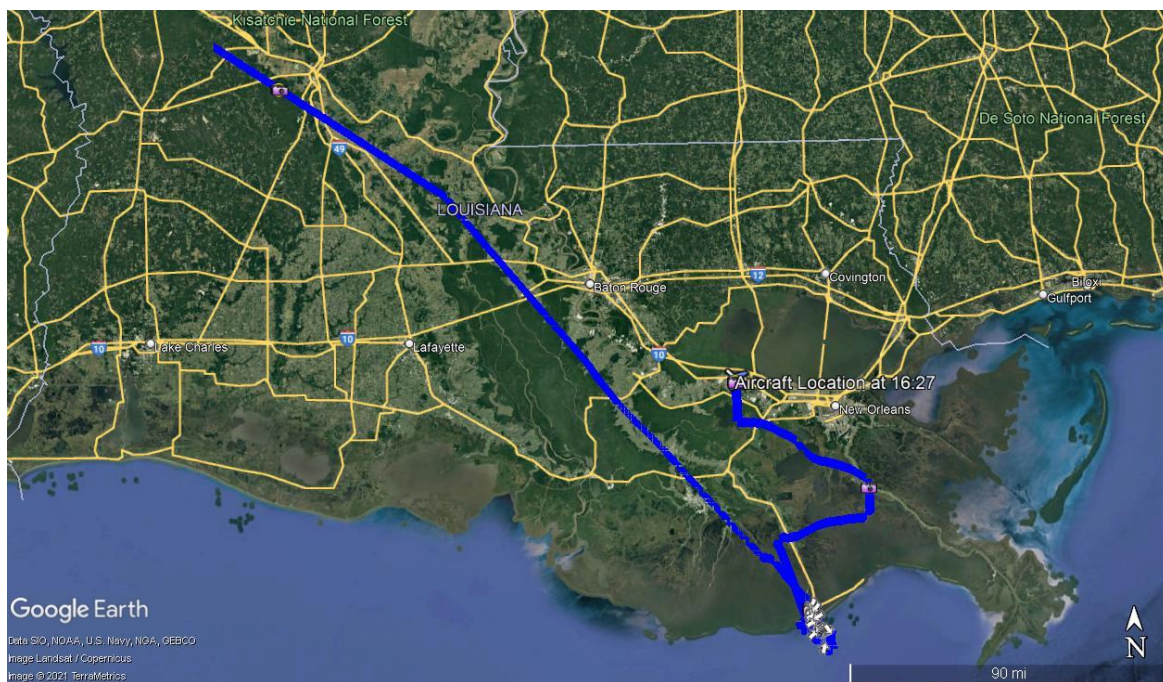 Kisatchie National Forest
De Soto National Forest
49
LOUISIANA
12
Covington
Baton Rouge
Biloxi
Gulfport
10
Lake Charles
10
Lafayette
10
Aircraft Location at 16:27
New Orleans
Google Earth
Data SIO, NOAA, U.S. Navy, NGA, GEBCO
Image Landsat / Copernicus
Image © 2021 TerraMetrics
N
90 mi